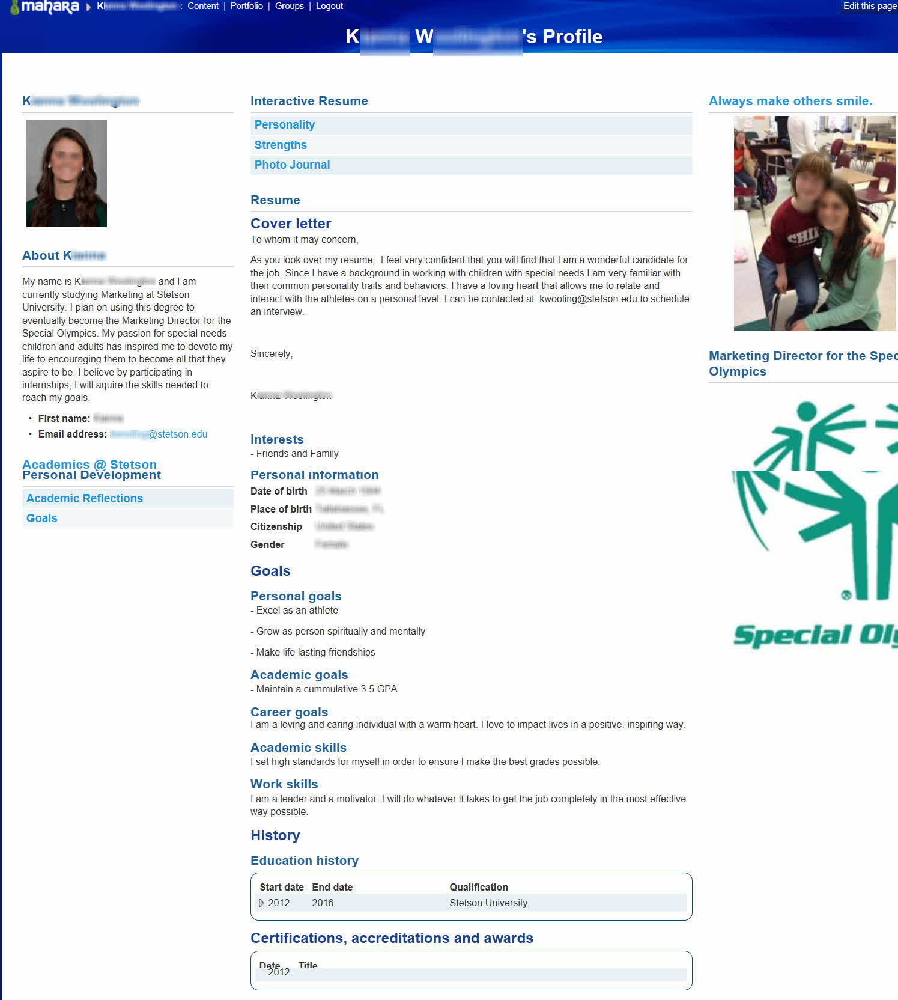 mahara K : Content | Portfolio | Groups | Logout
Edit this page
K W 's Profile
K
About K
My name is K and I am
currently studying Marketing at Stetson
University. I plan on using this degree to
eventually become the Marketing Director for the
Special Olympics. My passion for special needs
children and adults has inspired me to devote my
life to encouraging them to become all that they
aspire to be. I believe by participating in
internships, I will aquire the skills needed to
reach my goals.
• First name:
• Email address: @stetson.edu
Academics @ Stetson
Personal Development
Academic Reflections
Goals
Interactive Resume
Personality
Strengths
Photo Journal
Resume
Cover letter
To whom it may concern,
As you look over my resume, I feel very confident that you will find that I am a wonderful candidate for
the job. Since I have a background in working with children with special needs I am very familiar with
their common personality traits and behaviors. I have a loving heart that allows me to relate and
interact with the athletes on a personal level. I can be contacted at kwooling@stetson.edu to schedule
an interview.
Sincerely,
K
Interests
- Friends and Family
Personal information
Date of birth
Place of birth
Citizenship
Gender
Goals
Personal goals
- Excel as an athlete
- Grow as person spiritually and mentally
- Make life lasting friendships
Academic goals
- Maintain a cummulative 3.5 GPA
Career goals
I am a loving and caring individual with a warm heart. I love to impact lives in a positive, inspiring way.
Academic skills
I set high standards for myself in order to ensure I make the best grades possible.
Work skills
I am a leader and a motivator. I will do whatever it takes to get the job completely in the most effective
way possible.
History
Education history
Start date End date Qualification
2012 2016 Stetson University
Certifications, accreditations and awards
Date Title
2012
Always make others smile.
CHI
Marketing Director for the Spec
Olympics
®
Special Oly